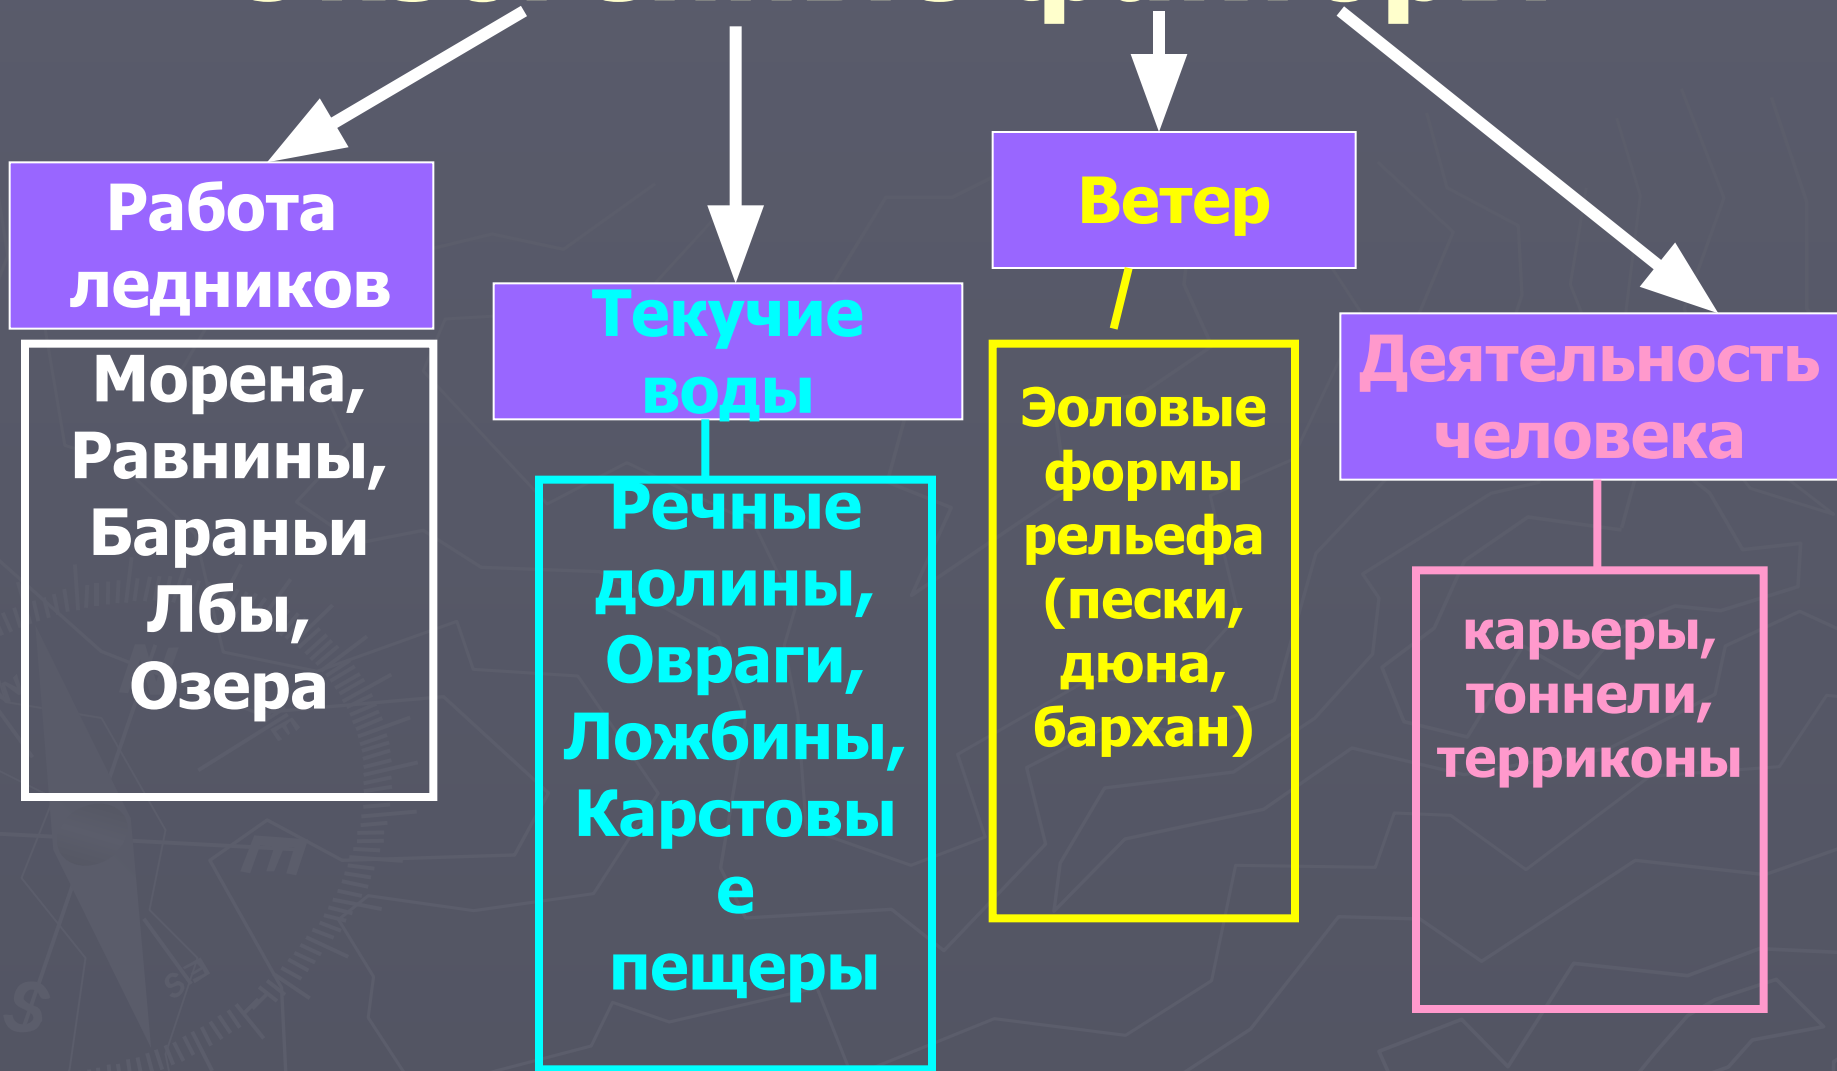 Работа
ледников
Морена,
Равнины,
Бараньи
Лбы,
Озера
Текучие
воды
Речные
долины,
Овраги,
Ложбины,
Карстовы
е
пещеры
Ветер
Эоловые
формы
рельефа
(пески,
дюна,
бархан)
Деятельность
человека
карьеры,
тоннели,
терриконы